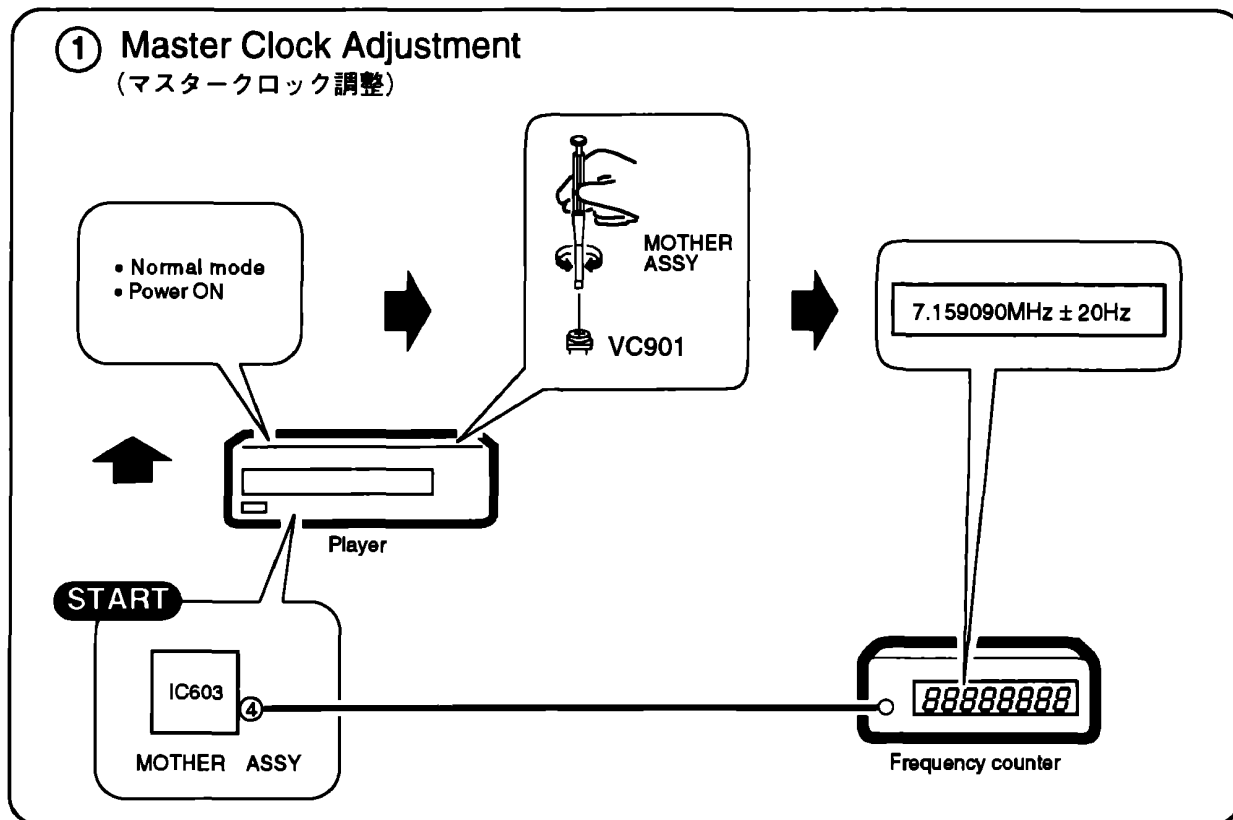 ① Master Clock Adjustment
(マスタークロック調整)
• Normal mode
• Power ON
MOTHER
ASSY
VC901
7.159090MHz ± 20Hz
Player
START
IC603
④
MOTHER ASSY
88888888
Frequency counter